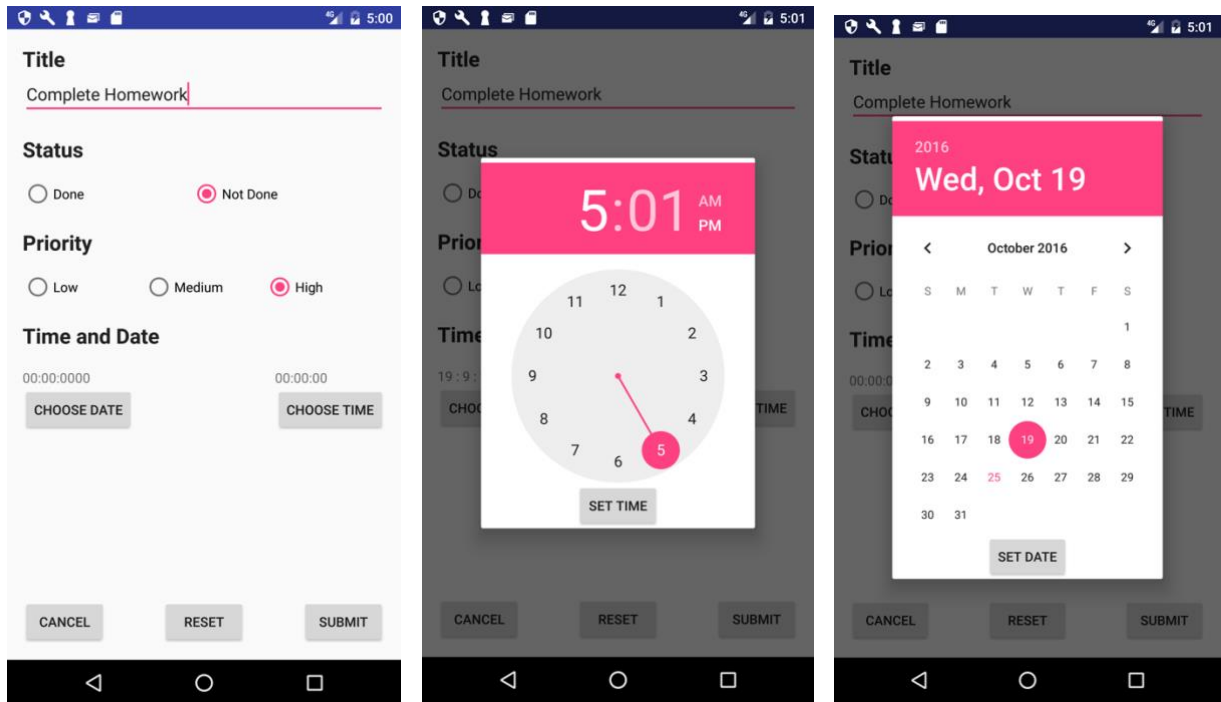 5:00
Title
Complete Homework
Status
Done Not Done
Priority
Low Medium High
Time and Date
00:00:0000 00:00:00
CHOOSE DATE CHOOSE TIME
CANCEL RESET SUBMIT
5:01
Title
Complete Homework
Status
5:01 AM
PM
Prior
12
11 1
10 2
Time
19 : 9 :
9 3
CHOO TIME
8 4
7 5
6
SET TIME
CANCEL RESET SUBMIT
5:01
Title
Complete Homework
2016
Wed, Oct 19
October 2016
S M T W T F S
1
2 3 4 5 6 7 8
00:00:0
9 10 11 12 13 14 15
TIME
16 17 18 19 20 21 22
23 24 25 26 27 28 29
30 31
SET DATE
CANCEL RESET SUBMIT